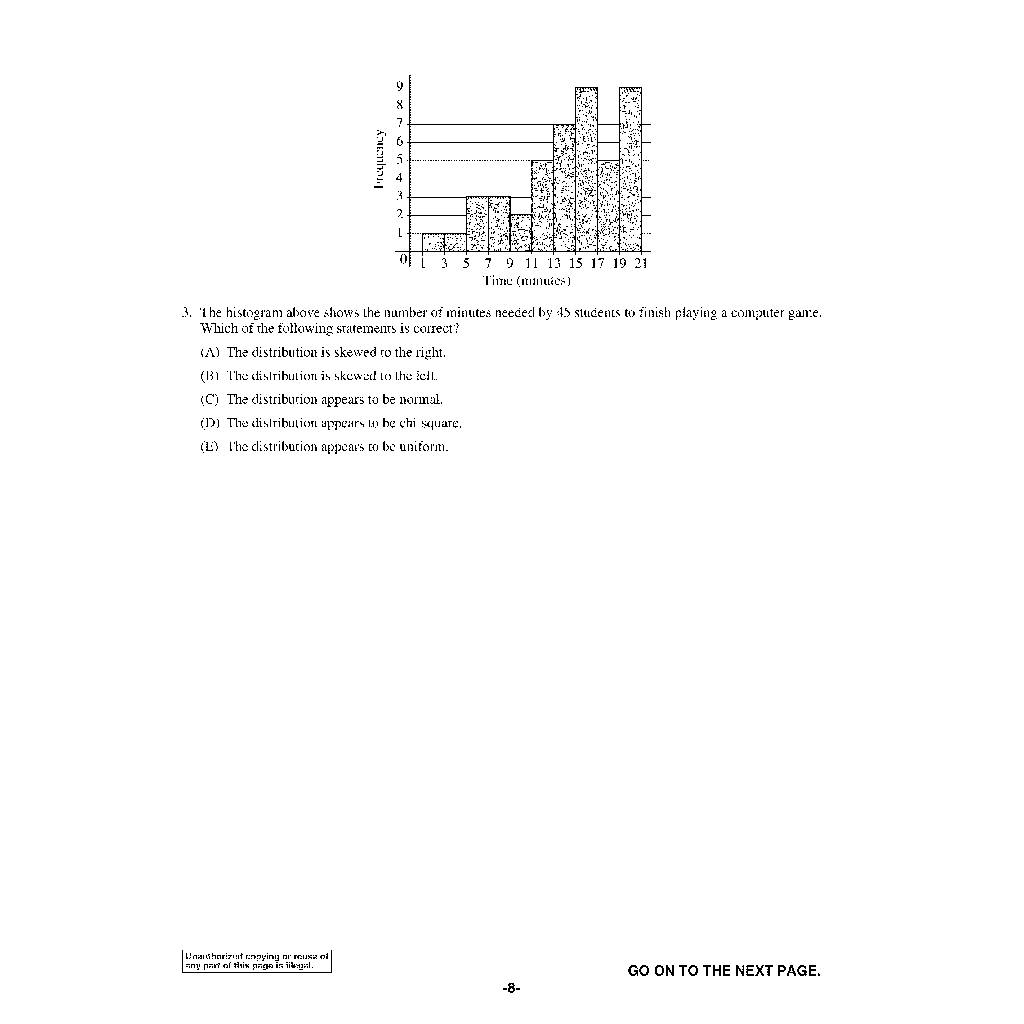 9
8
7
6
5
4
3
2
1
0
Frequency
1 3 5 7 9 11 13 15 17 19 21
Time (minutes)
3. The histogram above shows the number of minutes needed by 45 students to finish playing a computer game.
Which of the following statements is correct?
(A) The distribution is skewed to the right.
(B) The distribution is skewed to the left.
(C) The distribution appears to be normal.
(D) The distribution appears to be chi-square.
(E) The distribution appears to be uniform.
Unauthorized copying or reuse of
any part of this page is illegal.
GO ON TO THE NEXT PAGE.
-8-